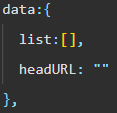 data:{
list:[],
headURL: ""
},